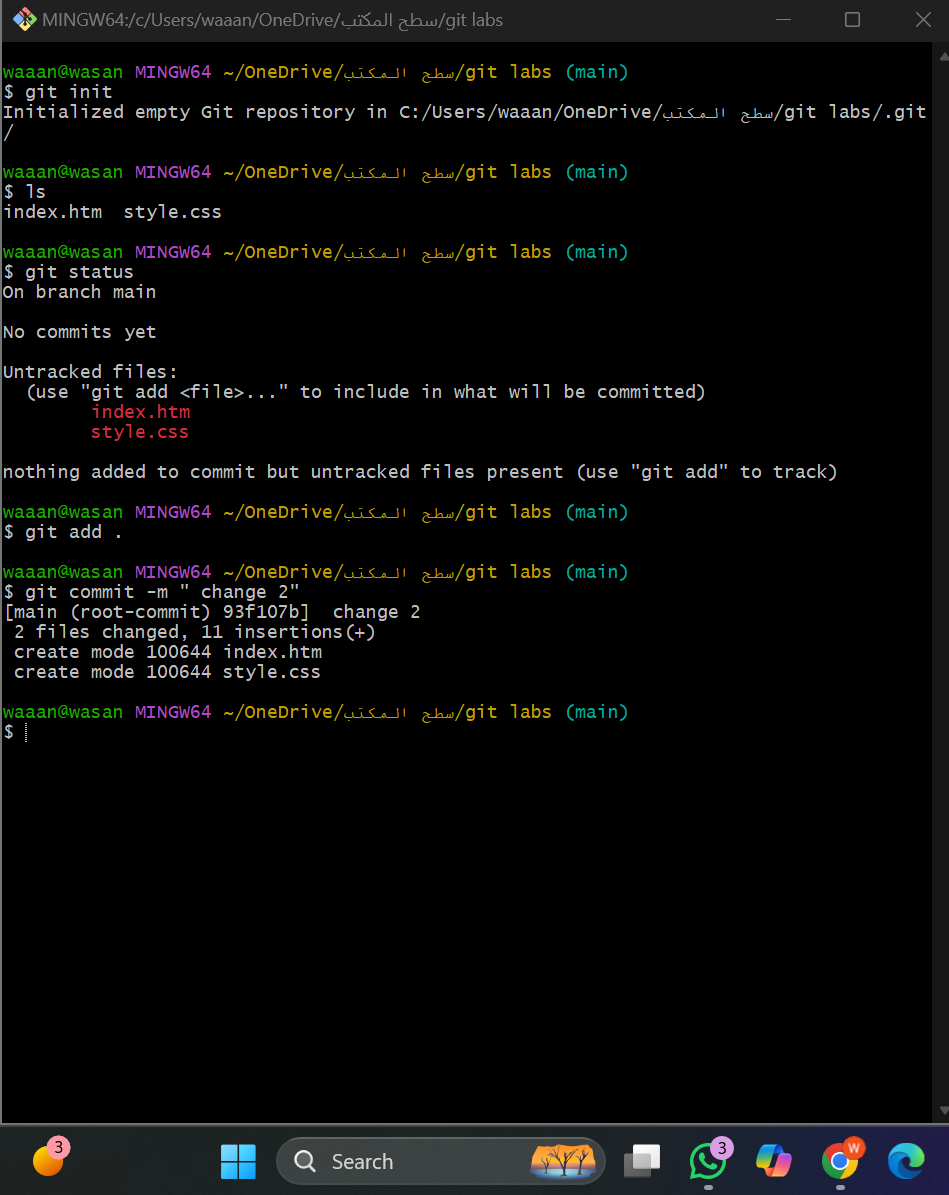 MINGW64:/c/Users/waaan/OneDrive/سطح المكتب/git labs
waaan@wasan MINGW64 ~/OneDrive/سطح المكتب/git labs (main)
$ git init
Initialized empty Git repository in C:/Users/waaan/OneDrive/سطح المكتب/git labs/.git
/
waaan@wasan MINGW64 ~/OneDrive/سطح المكتب/git labs (main)
$ ls
index.htm  style.css
waaan@wasan MINGW64 ~/OneDrive/سطح المكتب/git labs (main)
$ git status
On branch main
No commits yet
Untracked files:
  (use "git add <file>..." to include in what will be committed)
        index.htm
        style.css
nothing added to commit but untracked files present (use "git add" to track)
waaan@wasan MINGW64 ~/OneDrive/سطح المكتب/git labs (main)
$ git add .
waaan@wasan MINGW64 ~/OneDrive/سطح المكتب/git labs (main)
$ git commit -m " change 2"
[main (root-commit) 93f107b]  change 2
 2 files changed, 11 insertions(+)
 create mode 100644 index.htm
 create mode 100644 style.css
waaan@wasan MINGW64 ~/OneDrive/سطح المكتب/git labs (main)
$
3
Search
3
W